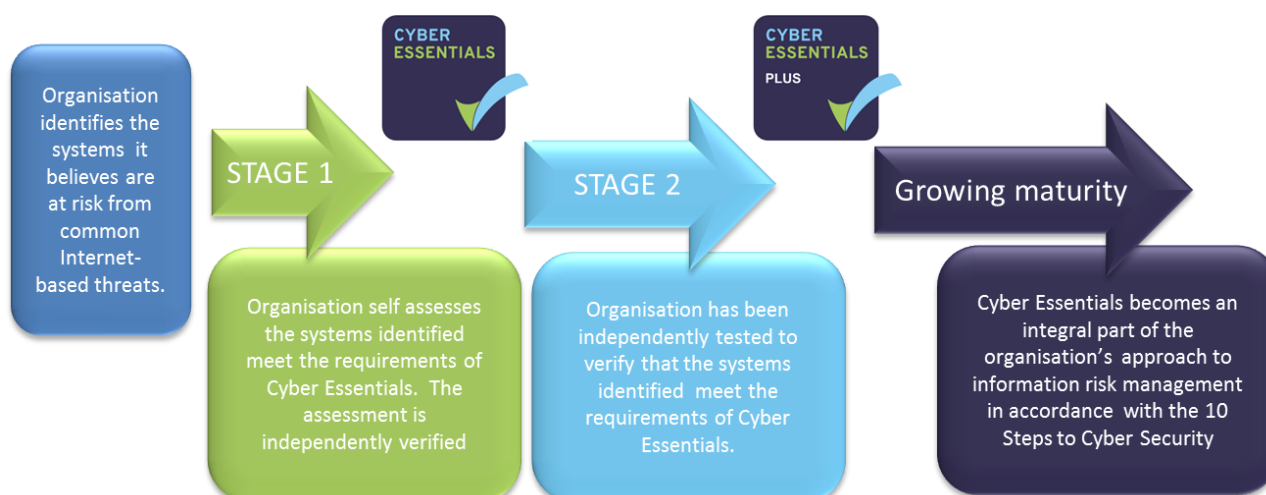 Organisation
identifies the
systems it
believes are
at risk from
common
Internet-
based threats.
STAGE 1
CYBER
ESSENTIALS
Organisation self assesses
the systems identified
meet the requirements of
Cyber Essentials. The
assessment is
independently verified
STAGE 2
CYBER
ESSENTIALS
PLUS
Organisation has been
independently tested to
verify that the systems
identified meet the
requirements of Cyber
Essentials.
Growing maturity
Cyber Essentials becomes an
integral part of the
organisation’s approach to
information risk management
in accordance with the 10
Steps to Cyber Security